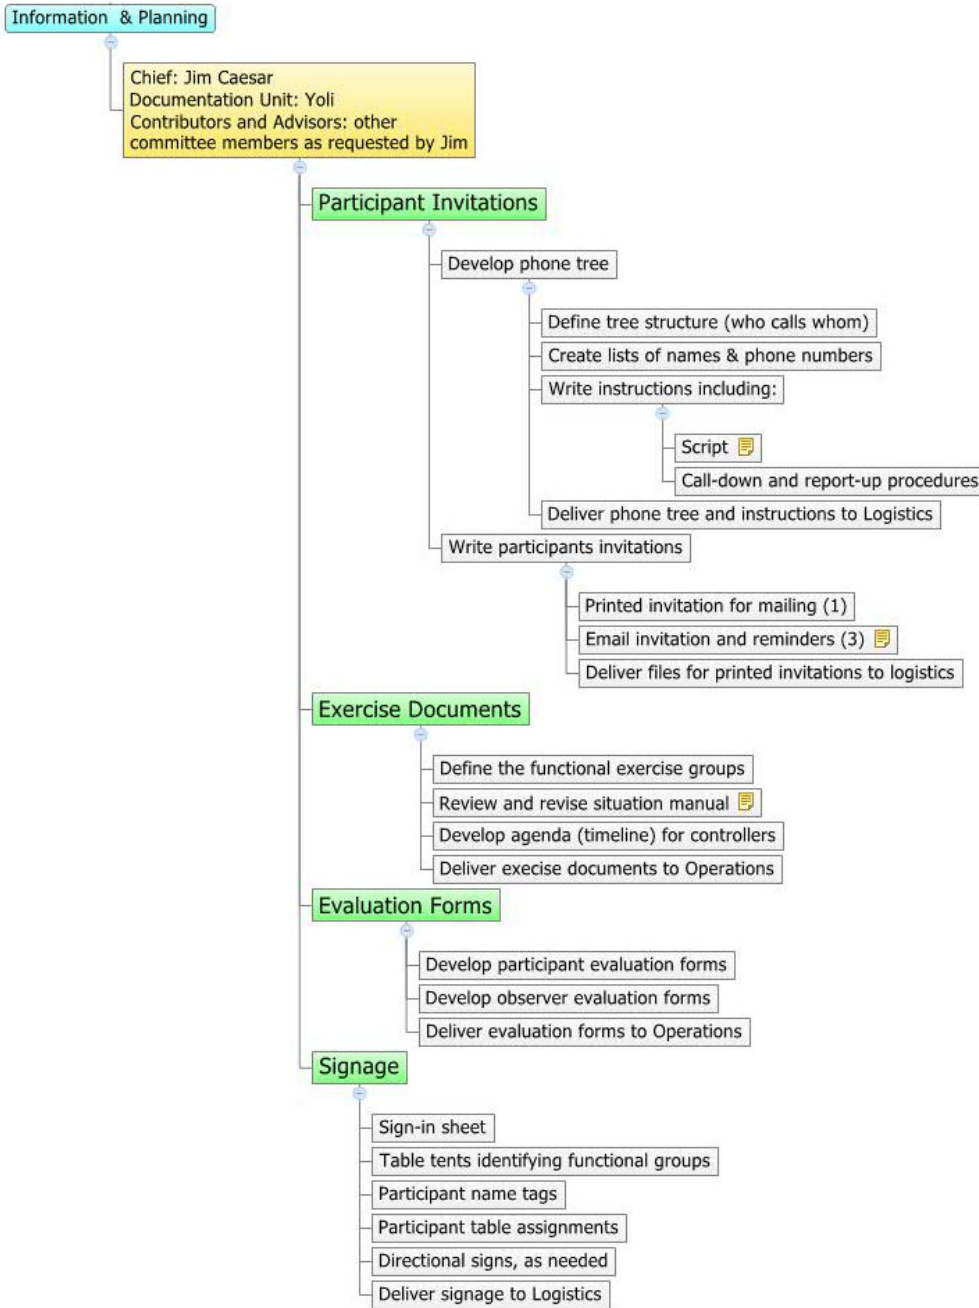 Information & Planning
Chief: Jim Caesar
Documentation Unit: Yoli
Contributors and Advisors: other
committee members as requested by Jim
Participant Invitations
Develop phone tree
Define tree structure (who calls whom)
Create lists of names & phone numbers
Write instructions including:
Script
Call-down and report-up procedures
Deliver phone tree and instructions to Logistics
Write participants invitations
Printed invitation for mailing (1)
Email invitation and reminders (3)
Deliver files for printed invitations to logistics
Exercise Documents
Define the functional exercise groups
Review and revise situation manual
Develop agenda (timeline) for controllers
Deliver execise documents to Operations
Evaluation Forms
Develop participant evaluation forms
Develop observer evaluation forms
Deliver evaluation forms to Operations
Signage
Sign-in sheet
Table tents identifying functional groups
Participant name tags
Participant table assignments
Directional signs, as needed
Deliver signage to Logistics